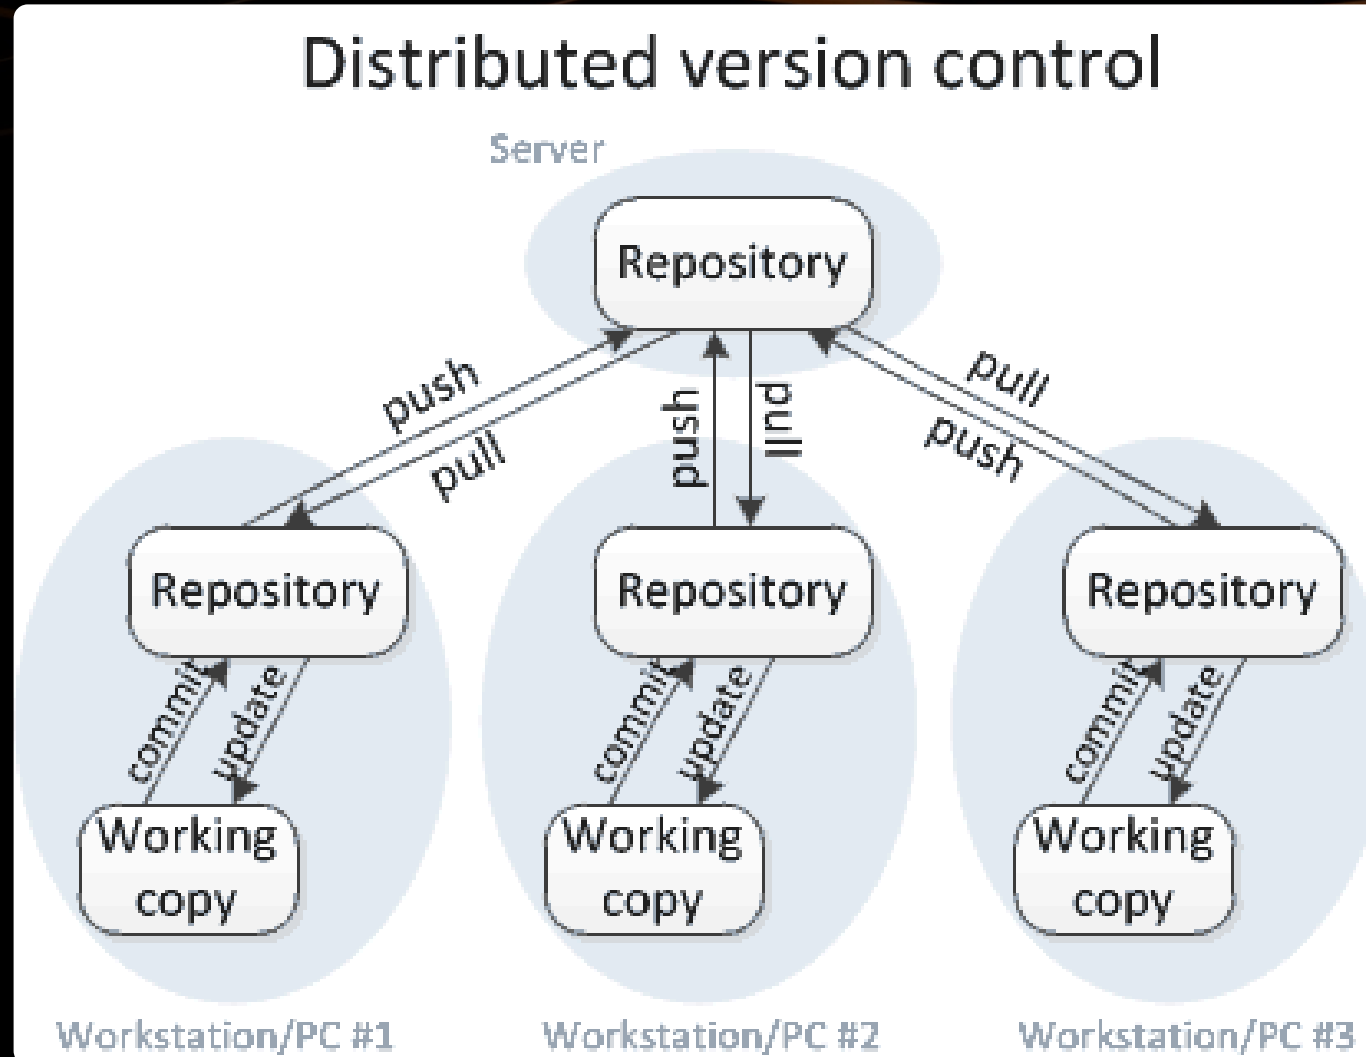 Distributed version control
Server
Repository
push
pull
push
pull
pull
push
Repository
Repository
Repository
commit
update
commit
update
commit
update
Working
copy
Working
copy
Working
copy
Workstation/PC #1
Workstation/PC #2
Workstation/PC #3